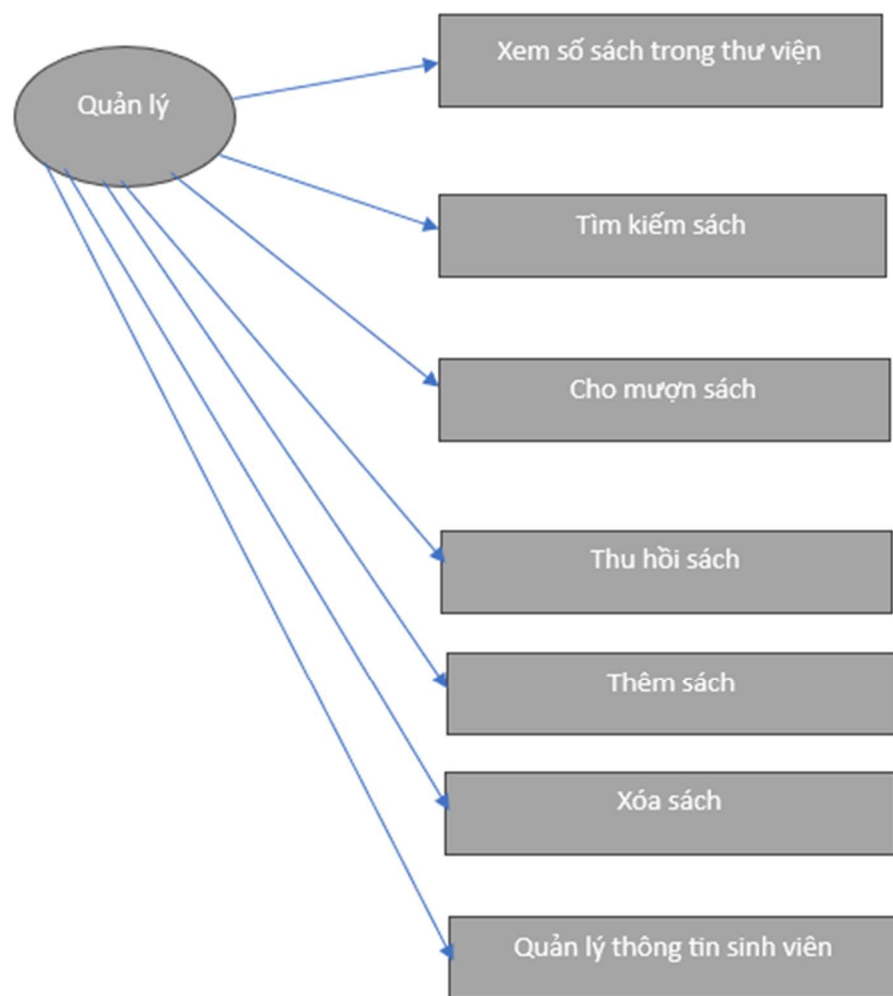 Quản lý
Xem số sách trong thư viện
Tìm kiếm sách
Cho mượn sách
Thu hồi sách
Thêm sách
Xóa sách
Quản lý thông tin sinh viên